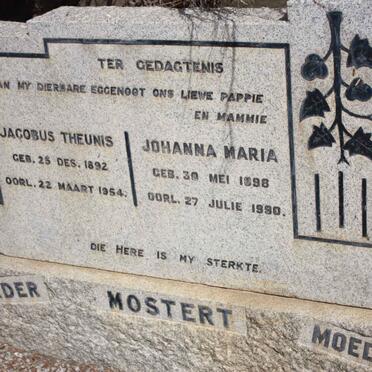 TER GEDAGTENIS
AN MY DIERBARE EGGENOOT ONS LIEWE PAPPIE
EN MAMMIE
JACOBUS THEUNIS
GEB. 25 DES. 1892
OORL. 22 MAART 1954.
JOHANNA MARIA
GEB. 30 MEI 1898
OORL. 27 JULIE 1990.
DIE HERE IS MY STERKTE.
DER MOSTERT MOED